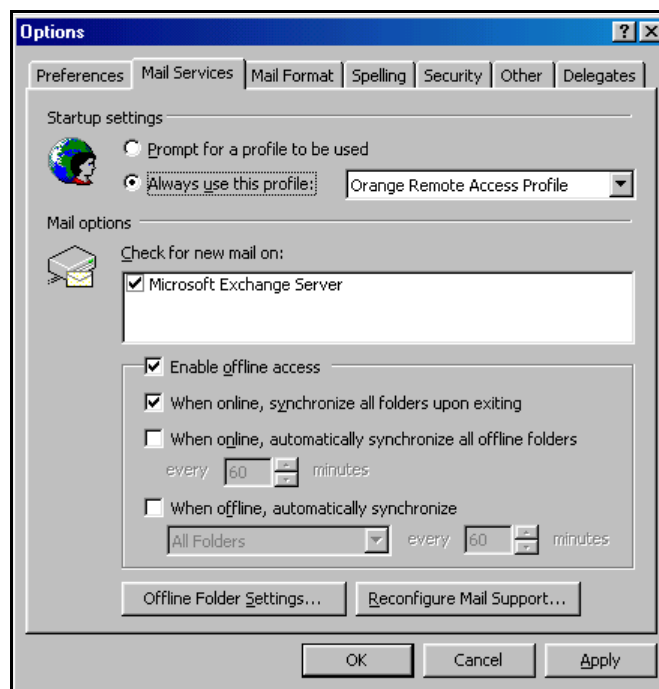 Options
Preferences Mail Services Mail Format Spelling Security Other Delegates
Startup settings
Prompt for a profile to be used
Always use this profile: Orange Remote Access Profile
Mail options
Check for new mail on:
Microsoft Exchange Server
Enable offline access
When online, synchronize all folders upon exiting
When online, automatically synchronize all offline folders
every 60 minutes
When offline, automatically synchronize
All Folders every 60 minutes
Offline Folder Settings... Reconfigure Mail Support...
OK Cancel Apply